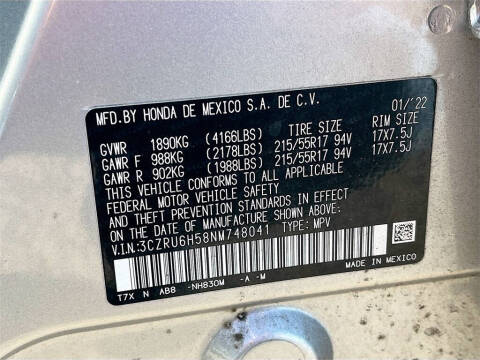 MFD.BY HONDA DE MEXICO S.A. DE C.V. 01/'22
GVWR 1890KG (4166LBS) TIRE SIZE RIM SIZE
GAWR F 988KG (2178LBS) 215/55R17 94V 17X7.5J
GAWR R 902KG (1988LBS) 215/55R17 94V 17X7.5J
THIS VEHICLE CONFORMS TO ALL APPLICABLE
FEDERAL MOTOR VEHICLE SAFETY
AND THEFT PREVENTION STANDARDS IN EFFECT
ON THE DATE OF MANUFACTURE SHOWN ABOVE.
V.I.N:3CZRU6H58NM748041 TYPE: MPV
T7X N ABB -NH830M -A -M MADE IN MEXICO